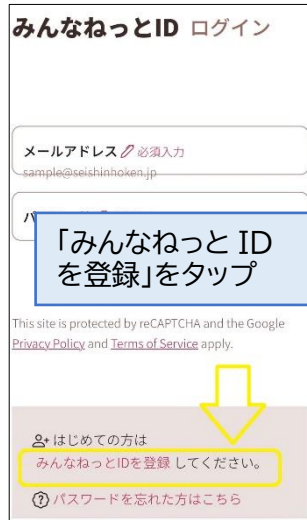 みんなねっとID ログイン
メールアドレス 必須入力
sample@seishinhoken.jp
「みんなねっと ID
を登録」をタップ
This site is protected by reCAPTCHA and the Google
Privacy Policy and Terms of Service apply.
はじめての方は
みんなねっとIDを登録 してください。
パスワードを忘れた方はこちら